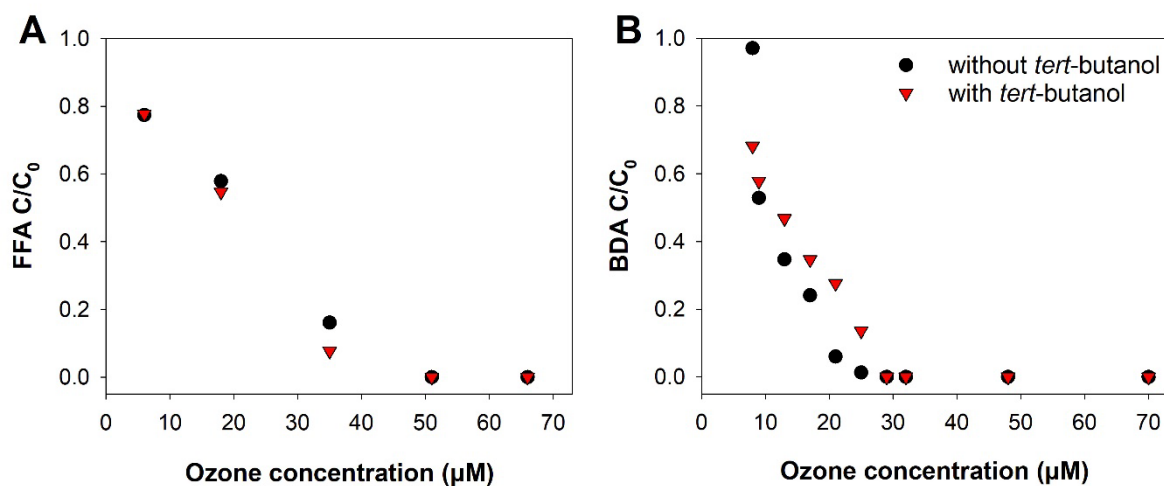 A
1.0
0.8
0.6
0.4
0.2
0.0
FFA C/C₀
0 10 20 30 40 50 60 70
Ozone concentration (µM)
B
1.0
0.8
0.6
0.4
0.2
0.0
BDA C/C₀
without tert-butanol
with tert-butanol
0 10 20 30 40 50 60 70
Ozone concentration (µM)